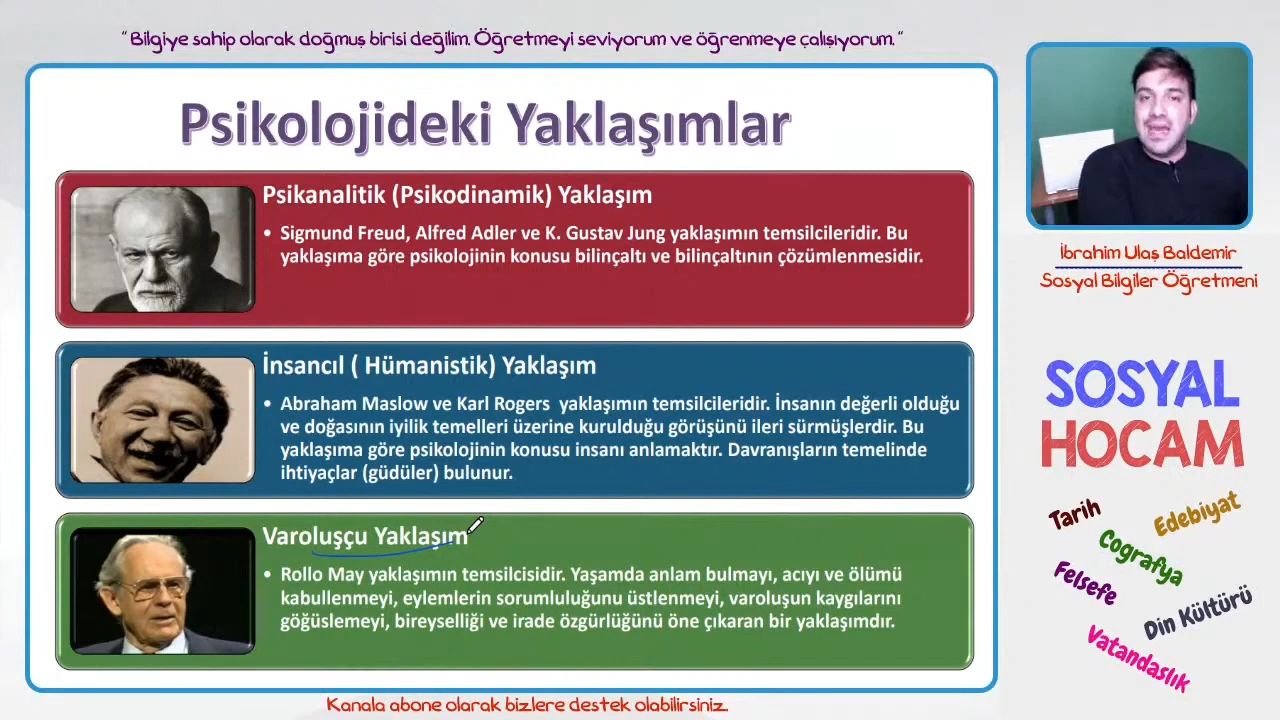 “ Bilgiye sahip olarak doğmuş birisi değilim. Öğretmeyi seviyorum ve öğrenmeye çalışıyorum. “
Psikolojideki Yaklaşımlar
Psikanalitik (Psikodinamik) Yaklaşım
• Sigmund Freud, Alfred Adler ve K. Gustav Jung yaklaşımın temsilcileridir. Bu
yaklaşıma göre psikolojinin konusu bilinçaltı ve bilinçaltının çözümlenmesidir.
İnsancıl ( Hümanistik) Yaklaşım
• Abraham Maslow ve Karl Rogers yaklaşımın temsilcileridir. İnsanın değerli olduğu
ve doğasının iyilik temelleri üzerine kurulduğu görüşünü ileri sürmüşlerdir. Bu
yaklaşıma göre psikolojinin konusu insanı anlamaktır. Davranışların temelinde
ihtiyaçlar (güdüler) bulunur.
Varoluşçu Yaklaşım
• Rollo May yaklaşımın temsilcisidir. Yaşamda anlam bulmayı, acıyı ve ölümü
kabullenmeyi, eylemlerin sorumluluğunu üstlenmeyi, varoluşun kaygılarını
göğüslemeyi, bireyselliği ve irade özgürlüğünü öne çıkaran bir yaklaşımdır.
İbrahim Ulaş Baldemir
Sosyal Bilgiler Öğretmeni
SOSYAL
HOCAM
Tarih
Edebiyat
Coğrafya
Felsefe
Din Kültürü
Vatandaslık
Kanala abone olarak bizlere destek olabilirsiniz.